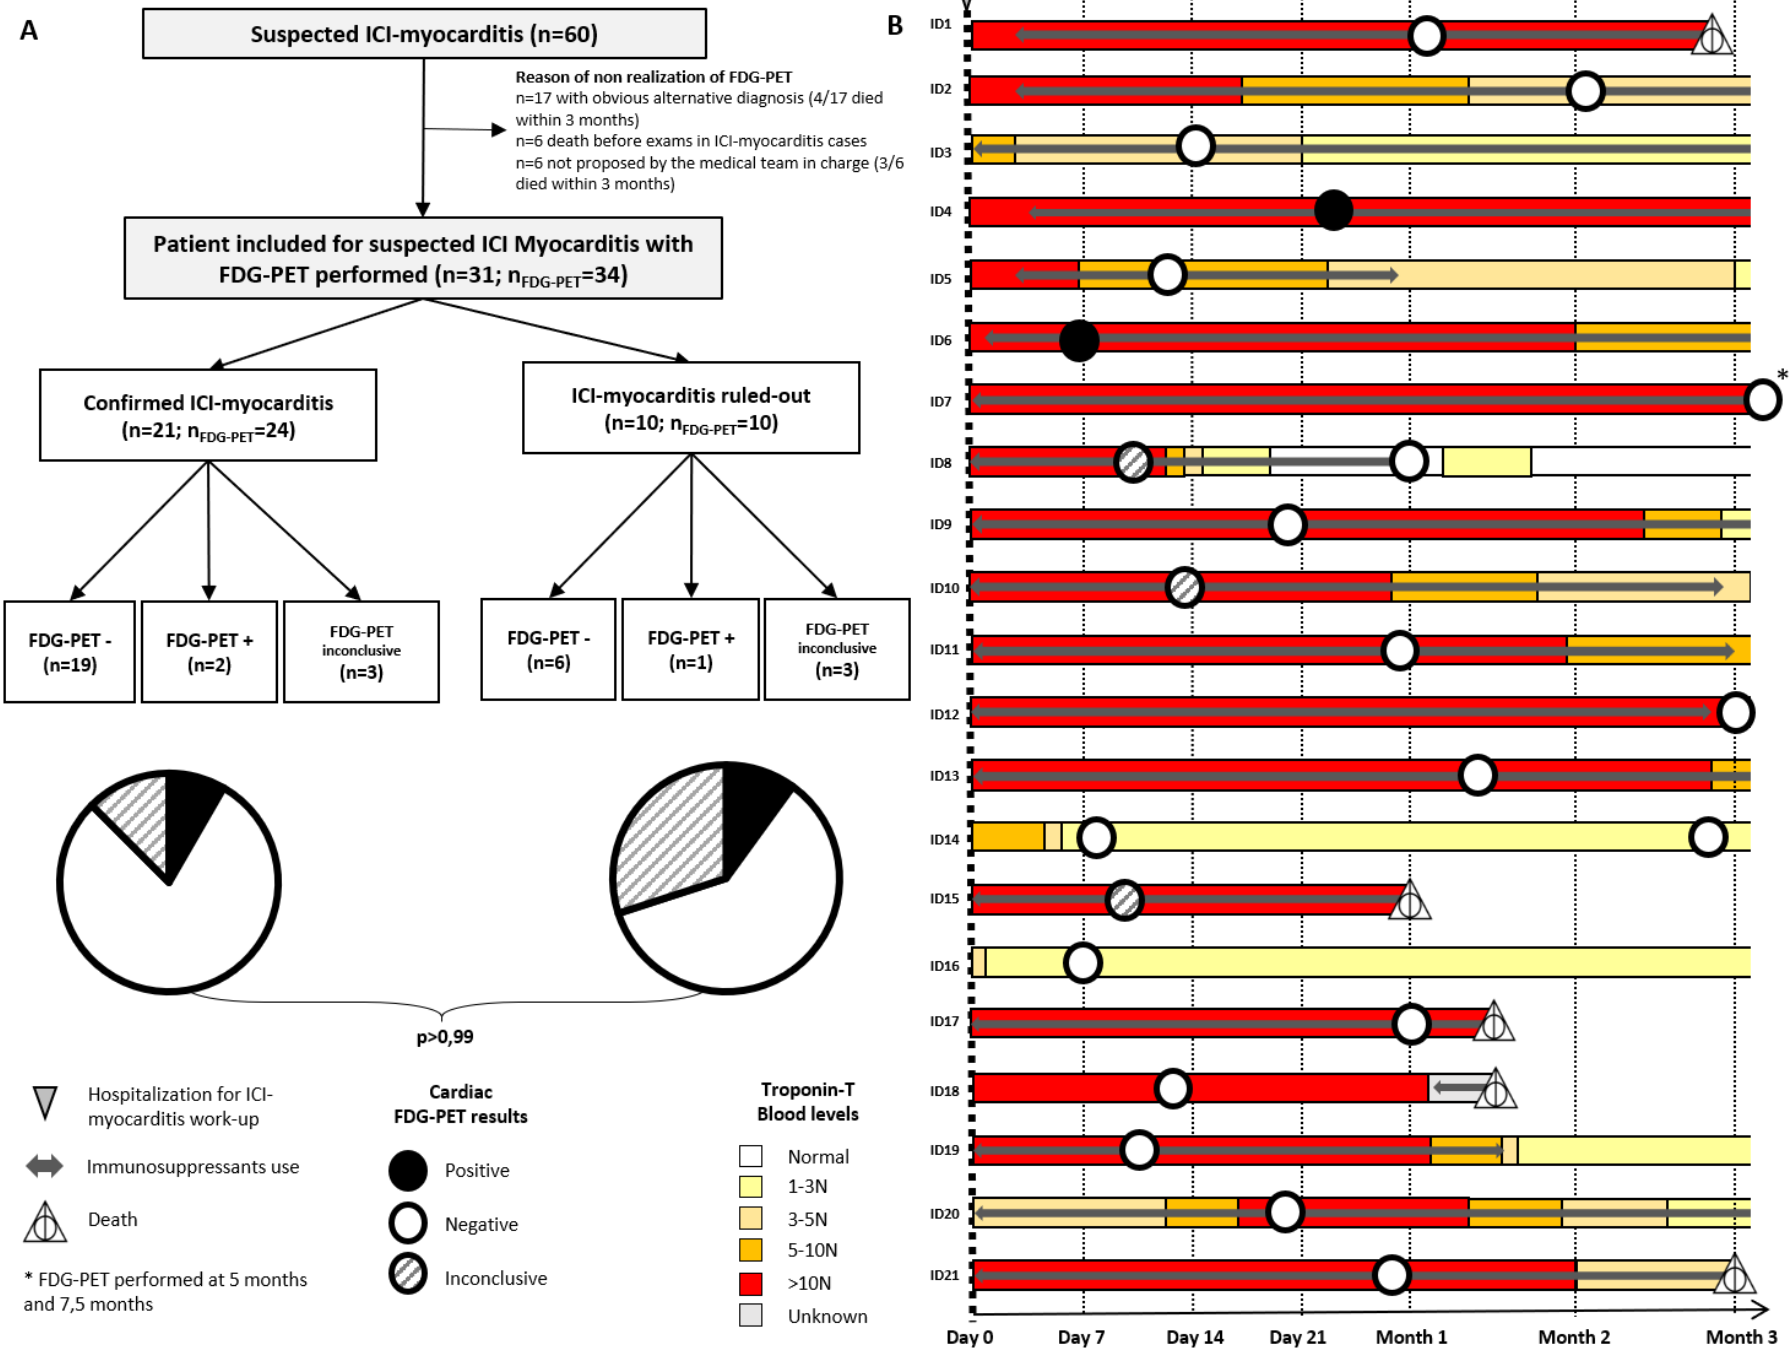 A
Suspected ICI-myocarditis (n=60)
Reason of non realization of FDG-PET
n=17 with obvious alternative diagnosis (4/17 died
within 3 months)
n=6 death before exams in ICI-myocarditis cases
n=6 not proposed by the medical team in charge (3/6
died within 3 months)
Patient included for suspected ICI Myocarditis with
FDG-PET performed (n=31; nFDG-PET=34)
Confirmed ICI-myocarditis
(n=21; nFDG-PET=24)
ICI-myocarditis ruled-out
(n=10; nFDG-PET=10)
FDG-PET -
(n=19)
FDG-PET +
(n=2)
FDG-PET
inconclusive
(n=3)
FDG-PET -
(n=6)
FDG-PET +
(n=1)
FDG-PET
inconclusive
(n=3)
p>0,99
Hospitalization for ICI-
myocarditis work-up
Immunosuppressants use
Death
* FDG-PET performed at 5 months
and 7,5 months
Cardiac
FDG-PET results
Positive
Negative
Inconclusive
Troponin-T
Blood levels
Normal
1-3N
3-5N
5-10N
>10N
Unknown
B
ID1
ID2
ID3
ID4
ID5
ID6
ID7
*
ID8
ID9
ID10
ID11
ID12
ID13
ID14
ID15
ID16
ID17
ID18
ID19
ID20
ID21
Day 0
Day 7
Day 14
Day 21
Month 1
Month 2
Month 3